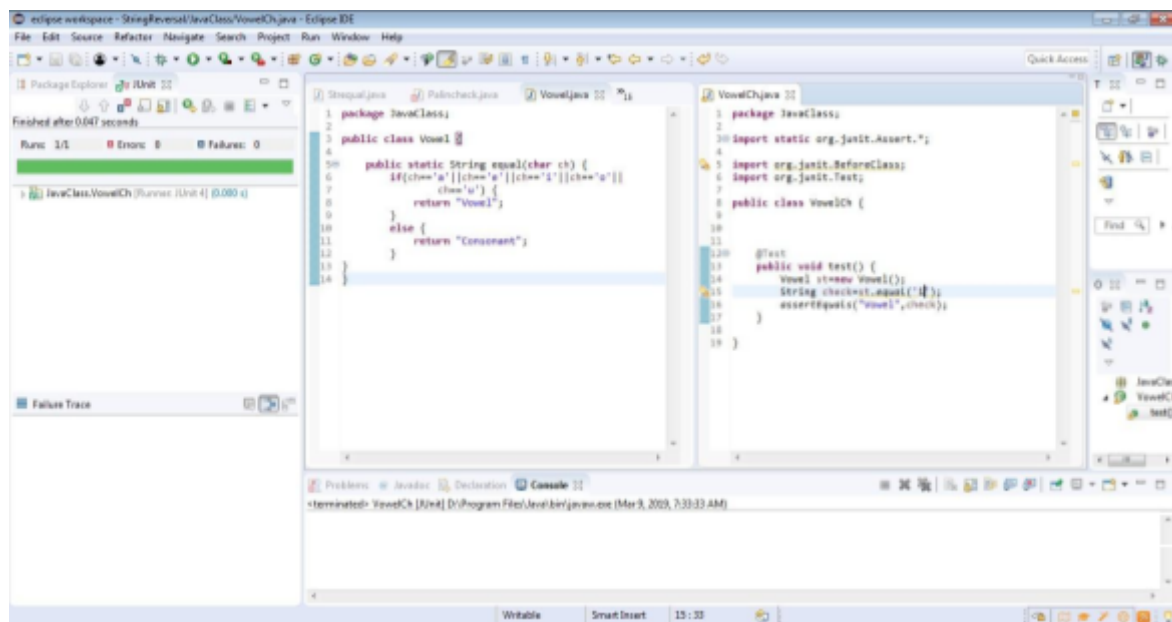 eclipse workspace - StringReversal/JavaClass/VowelCh.java - Eclipse IDE
File Edit Source Refactor Navigate Search Project Run Window Help
Quick Access
Package Explorer JUnit
Finished after 0.047 seconds
Runs: 1/1 Errors: 0 Failures: 0
JavaClass.VowelCh [Runner: JUnit 4] (0.000 s)
Failure Trace
Strequal.java Palincheck.java Vowel.java
1 package JavaClass;
2
3 public class Vowel {
4
5 public static String equal(char ch) {
6 if(ch=='a'||ch=='e'||ch=='i'||ch=='o'||
7 ch=='u') {
8 return "Vowel";
9 }
10 else {
11 return "Consonant";
12 }
13 }
14 }
VowelCh.java
1 package JavaClass;
2
3 import static org.junit.Assert.*;
4
5 import org.junit.BeforeClass;
6 import org.junit.Test;
7
8 public class VowelCh {
9
10
11
12 @Test
13 public void test() {
14 Vowel st=new Vowel();
15 String check=st.equal('i');
16 assertEquals("Vowel",check);
17 }
18
19 }
Find
JavaCle
VowelC
test(
Problems Javadoc Declaration Console
<terminated> VowelCh [JUnit] D:\Program Files\Java\bin\javaw.exe (Mar 9, 2019, 7:33:33 AM)
Writable Smart Insert 15 : 33